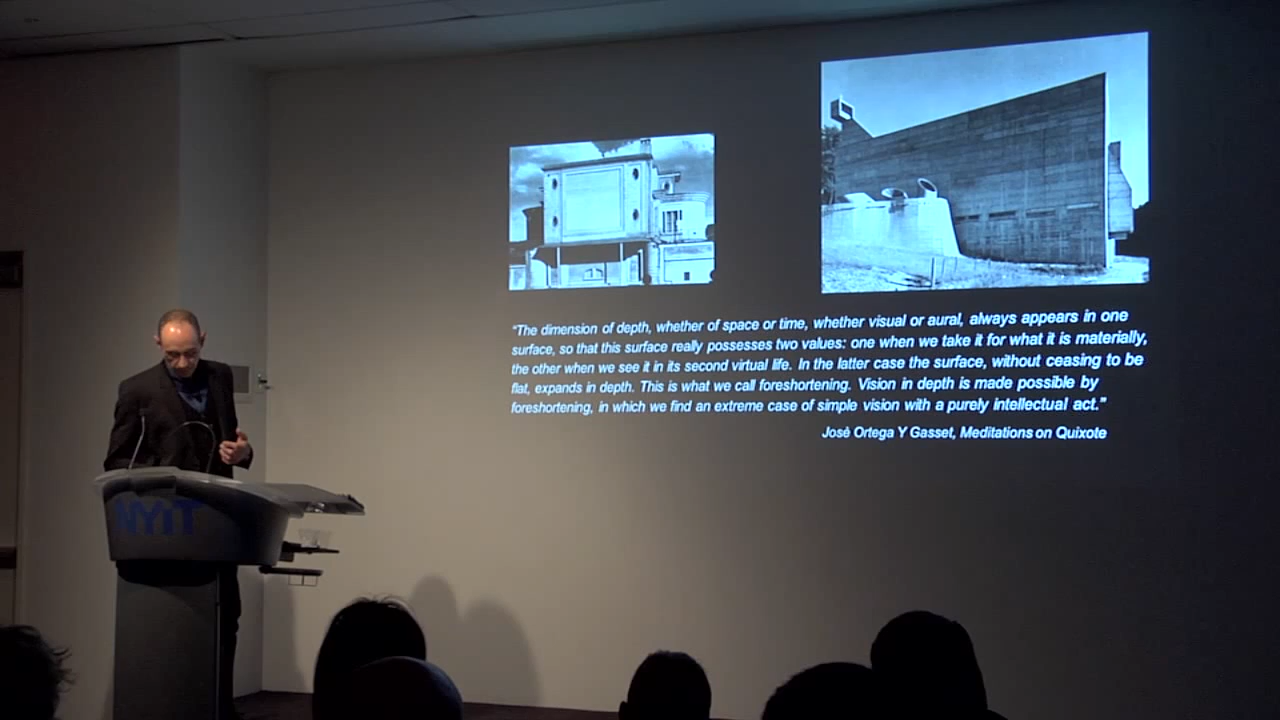 “The dimension of depth, whether of space or time, whether visual or aural, always appears in one
surface, so that this surface really possesses two values: one when we take it for what it is materially,
the other when we see it in its second virtual life. In the latter case the surface, without ceasing to be
flat, expands in depth. This is what we call foreshortening. Vision in depth is made possible by
foreshortening, in which we find an extreme case of simple vision with a purely intellectual act.”
Josè Ortega Y Gasset, Meditations on Quixote
NYIT